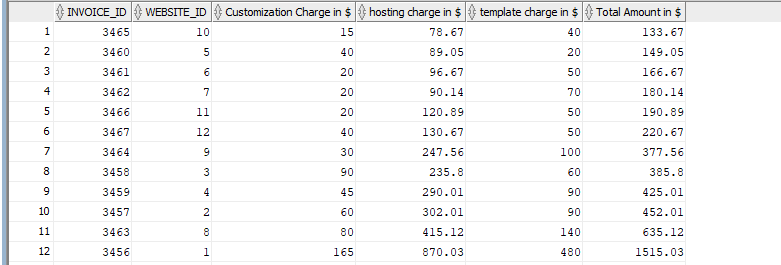 INVOICE_ID WEBSITE_ID Customization Charge in $ hosting charge in $ template charge in $ Total Amount in $
1 3465 10 15 78.67 40 133.67
2 3460 5 40 89.05 20 149.05
3 3461 6 20 96.67 50 166.67
4 3462 7 20 90.14 70 180.14
5 3466 11 20 120.89 50 190.89
6 3467 12 40 130.67 50 220.67
7 3464 9 30 247.56 100 377.56
8 3458 3 90 235.8 60 385.8
9 3459 4 45 290.01 90 425.01
10 3457 2 60 302.01 90 452.01
11 3463 8 80 415.12 140 635.12
12 3456 1 165 870.03 480 1515.03